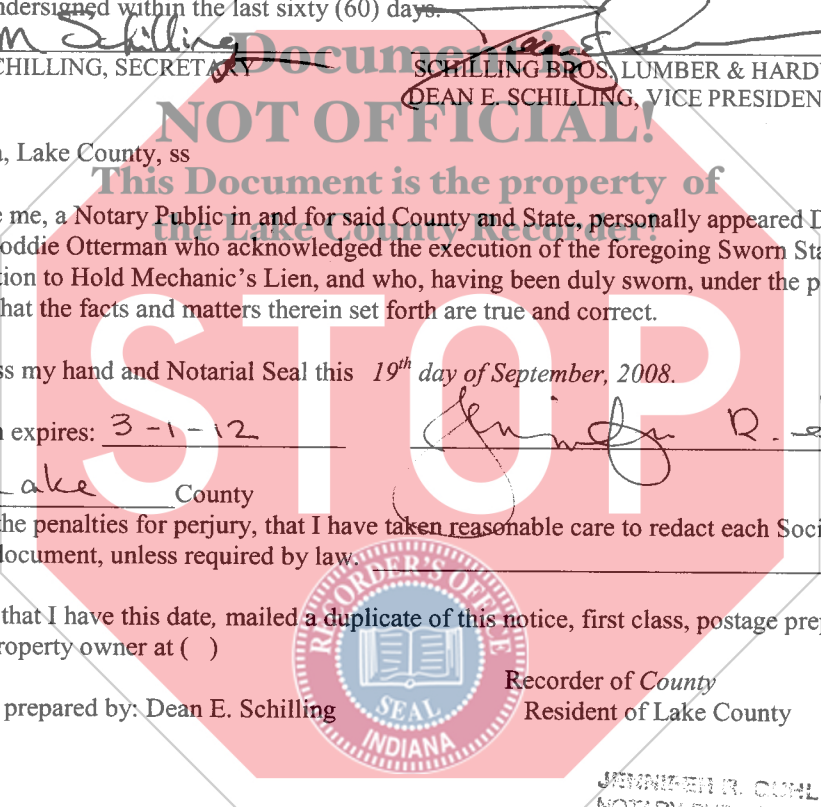 ndersigned within the last sixty (60) days.
M Schilling
CHILLING, SECRETARY
SCHILLING BROS. LUMBER & HARD
DEAN E. SCHILLING, VICE PRESIDEN
Document is
NOT OFFICIAL!
This Document is the property of
the Lake County Recorder!
, Lake County, ss
e me, a Notary Public in and for said County and State, personally appeared D
oddie Otterman who acknowledged the execution of the foregoing Sworn Sta
tion to Hold Mechanic's Lien, and who, having been duly sworn, under the p
hat the facts and matters therein set forth are true and correct.
STOP
ss my hand and Notarial Seal this 19th day of September, 2008.
n expires: 3-1-12
Lake County
the penalties for perjury, that I have taken reasonable care to redact each Soci
document, unless required by law.
that I have this date, mailed a duplicate of this notice, first class, postage prep
roperty owner at ( )
RECORDER'S OFFICE
SEAL
INDIANA
Recorder of County
prepared by: Dean E. Schilling
Resident of Lake County
JENNIFER R.
NOTARY